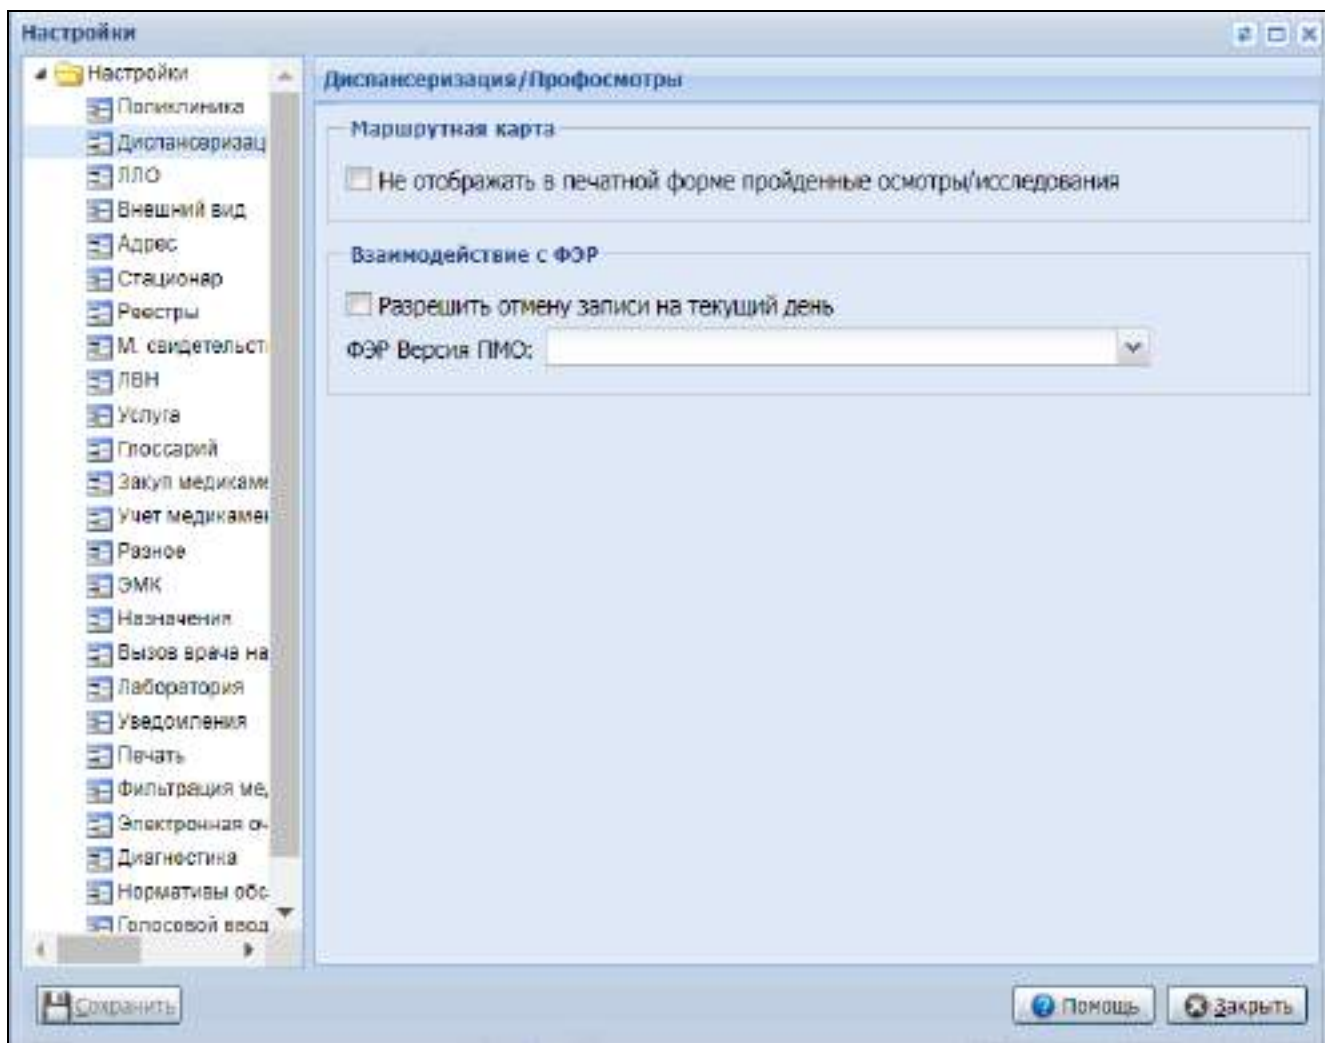 Настройки
Настройки
Поликлиника
Диспансеризац
ЛЛО
Внешний вид
Адрес
Стационар
Реестры
М. свидетельст
ЛВН
Услуга
Глоссарий
Закуп медикаме
Учет медикамен
Разное
ЭМК
Назначения
Вызов врача на
Лаборатория
Уведомления
Печать
Фильтрация ме
Электронная оч
Диагностика
Нормативы обс
Голосовой ввод
Диспансеризация/Профосмотры
Маршрутная карта
Не отображать в печатной форме пройденные осмотры/исследования
Взаимодействие с ФЭР
Разрешить отмену записи на текущий день
ФЭР Версия ПМО:
Сохранить
Помощь
Закрыть